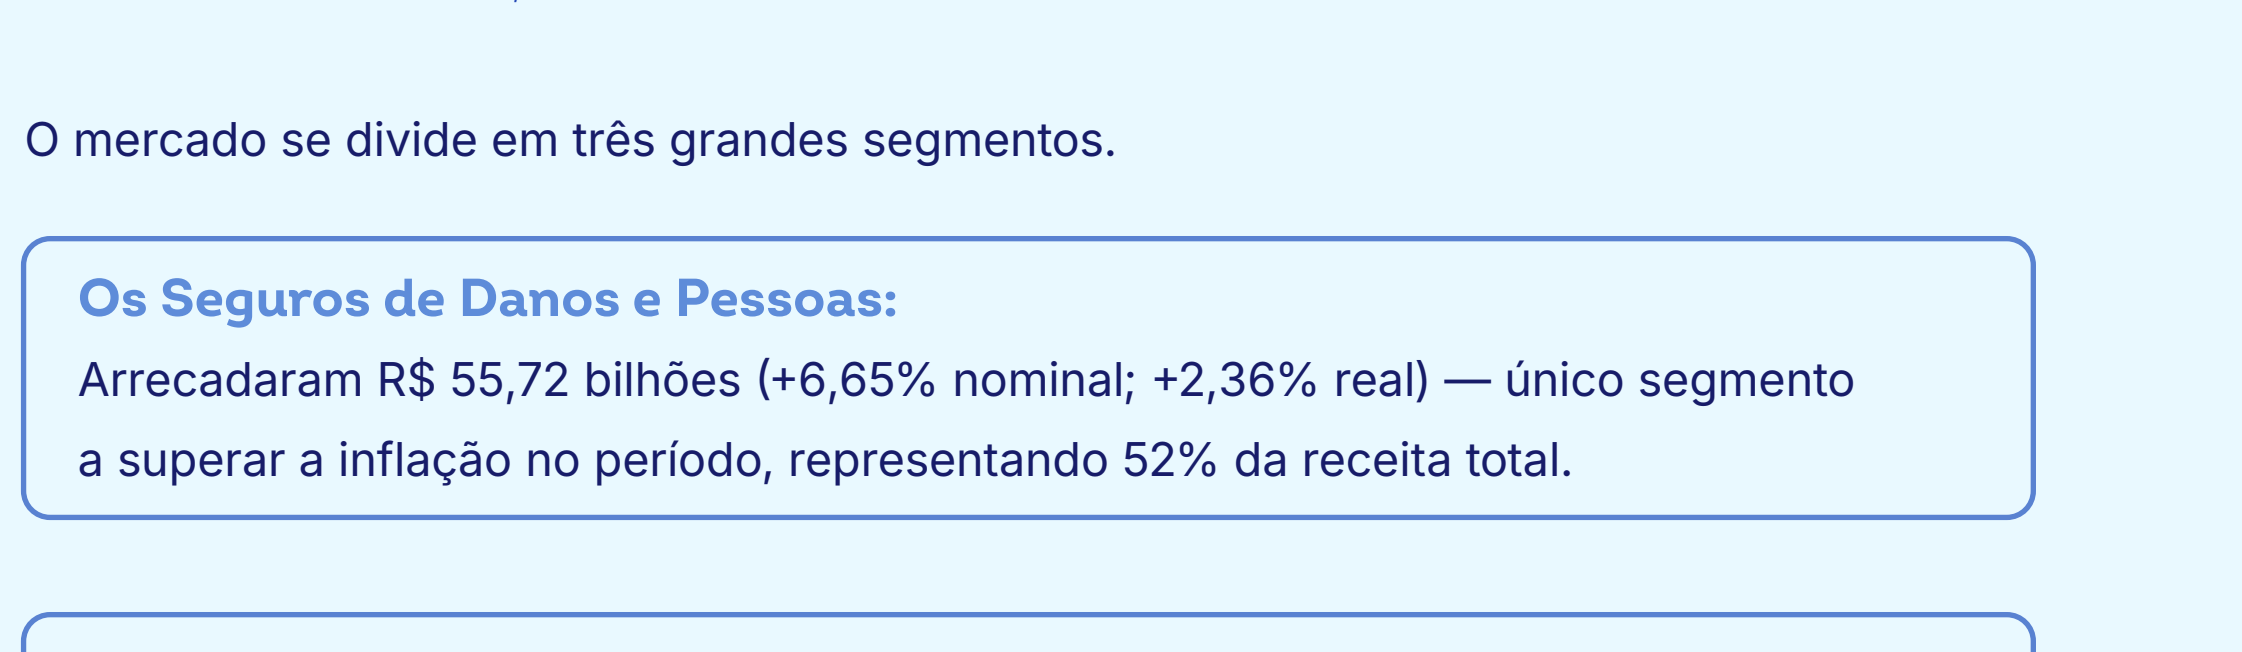 O mercado se divide em três grandes segmentos.
Os Seguros de Danos e Pessoas:
Arrecadaram R$ 55,72 bilhões (+6,65% nominal; +2,36% real) — único segmento
a superar a inflação no período, representando 52% da receita total.